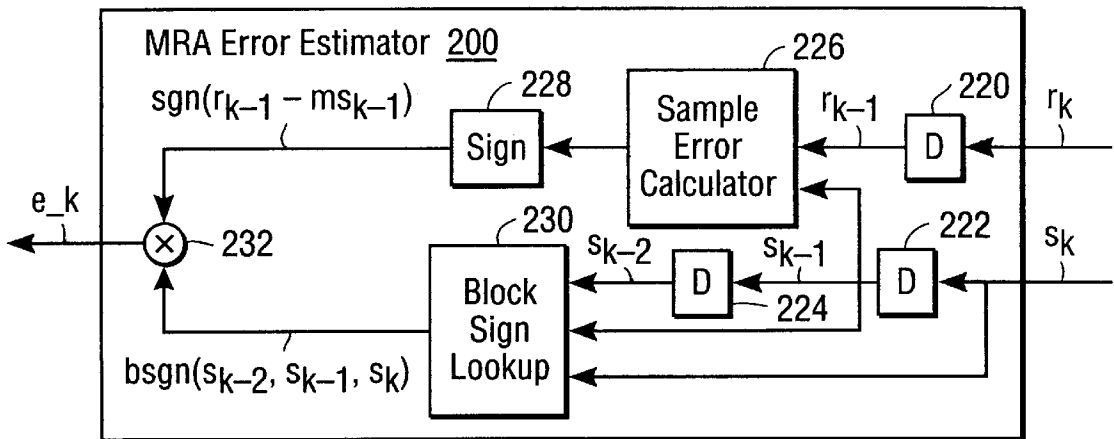 MRA Error Estimator 200
226
sgn(rk–1 – msk–1)
228
220
Sign
Sample
Error
Calculator
rk–1
D
rk
e_k
232
230
222
sk–2
sk–1
sk
D
D
224
Block
Sign
Lookup
bsgn(sk–2, sk–1, sk)